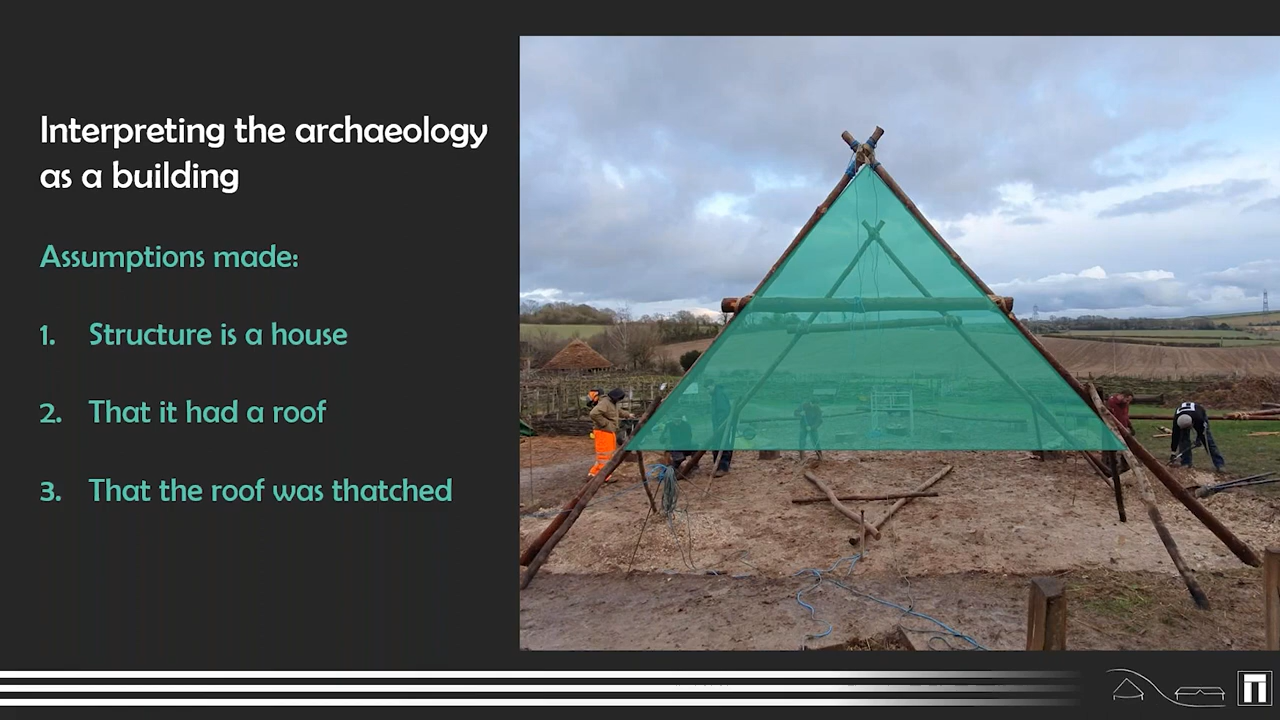 Interpreting the archaeology
as a building
Assumptions made:
1. Structure is a house
2. That it had a roof
3. That the roof was thatched